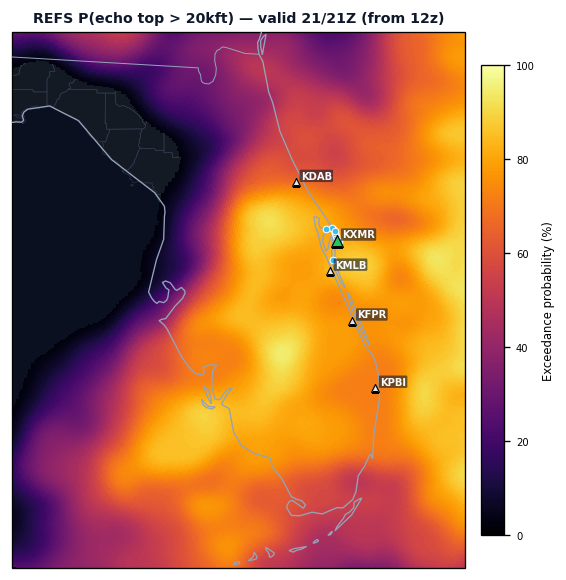 REFS P(echo top > 20kft) — valid 21/21Z (from 12z)
KDAB
KXMR
KMLB
KFPR
KPBI
100
80
60
40
20
0
Exceedance probability (%)